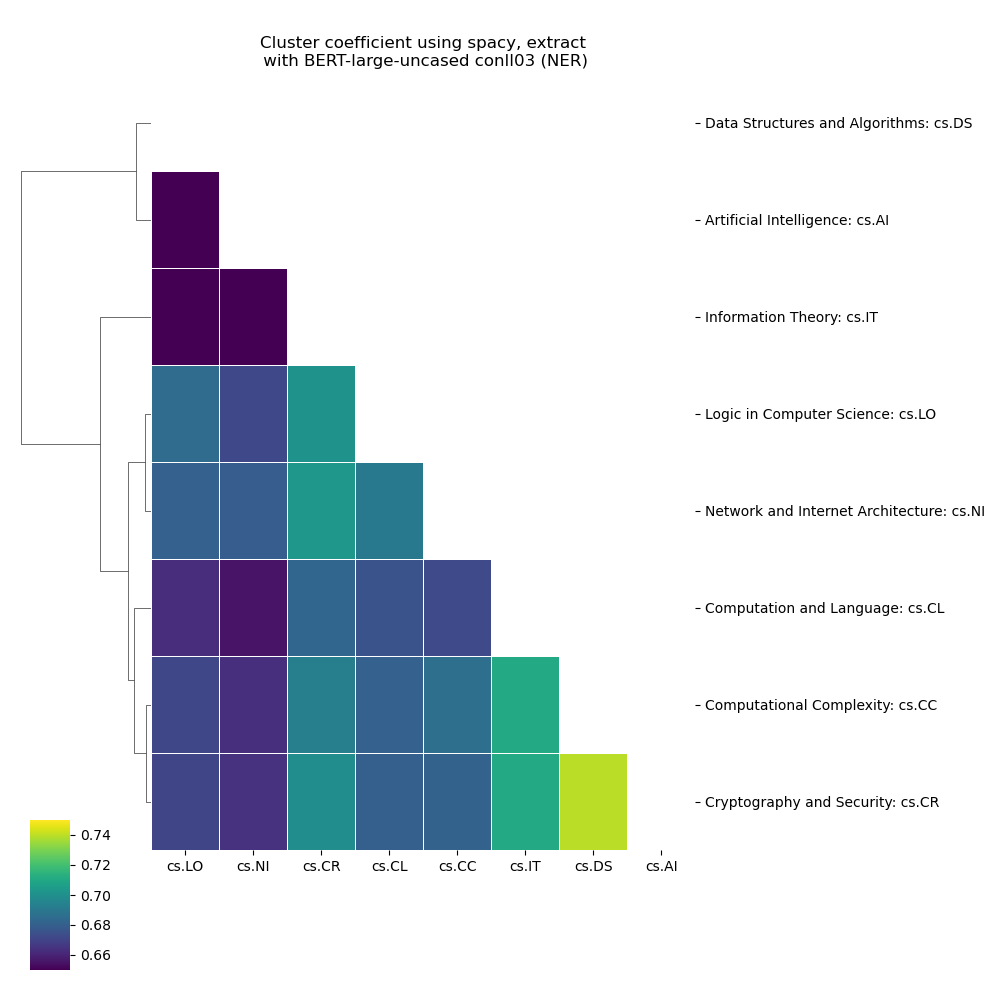 Cluster coefficient using spacy, extract
with BERT-large-uncased conll03 (NER)
Data Structures and Algorithms: cs.DS
Artificial Intelligence: cs.AI
Information Theory: cs.IT
Logic in Computer Science: cs.LO
Network and Internet Architecture: cs.NI
Computation and Language: cs.CL
Computational Complexity: cs.CC
Cryptography and Security: cs.CR
cs.LO cs.NI cs.CR cs.CL cs.CC cs.IT cs.DS cs.AI
0.74
0.72
0.70
0.68
0.66